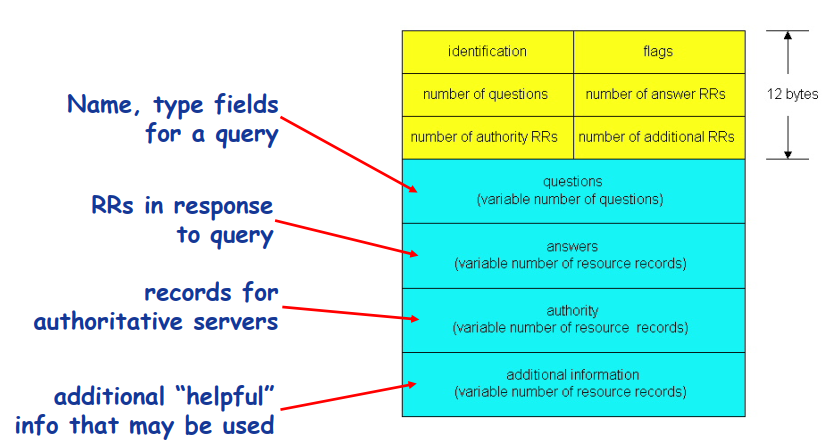 identification
flags
number of questions
number of answer RRs
12 bytes
number of authority RRs
number of additional RRs
Name, type fields
for a query
questions
(variable number of questions)
RRs in response
to query
answers
(variable number of resource records)
records for
authoritative servers
authority
(variable number of resource records)
additional “helpful”
info that may be used
additional information
(variable number of resource records)